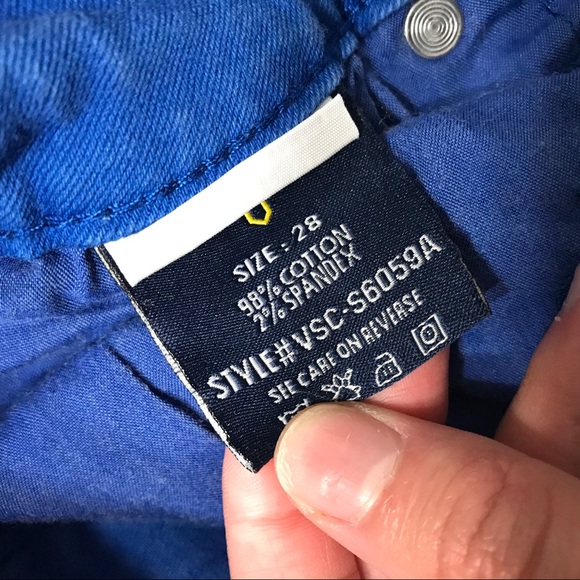 SIZE : 28
98% COTTON
2% SPANDEX
STYLE# VSC-S6059A
SEE CARE ON REVERSE